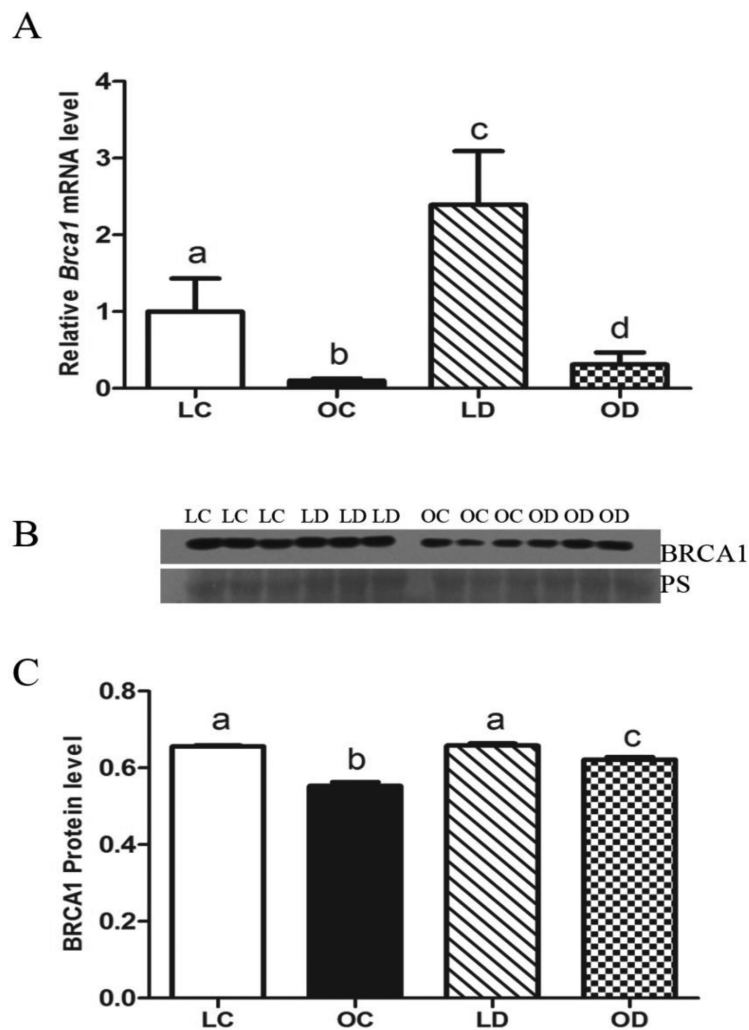 A
Relative Brca1 mRNA level
4
3
2
1
0
a
b
c
d
LC OC LD OD
B
LC LC LC LD LD LD OC OC OC OD OD OD
BRCA1
PS
C
BRCA1 Protein level
0.8
0.6
0.4
0.2
0.0
a
b
a
c
LC OC LD OD